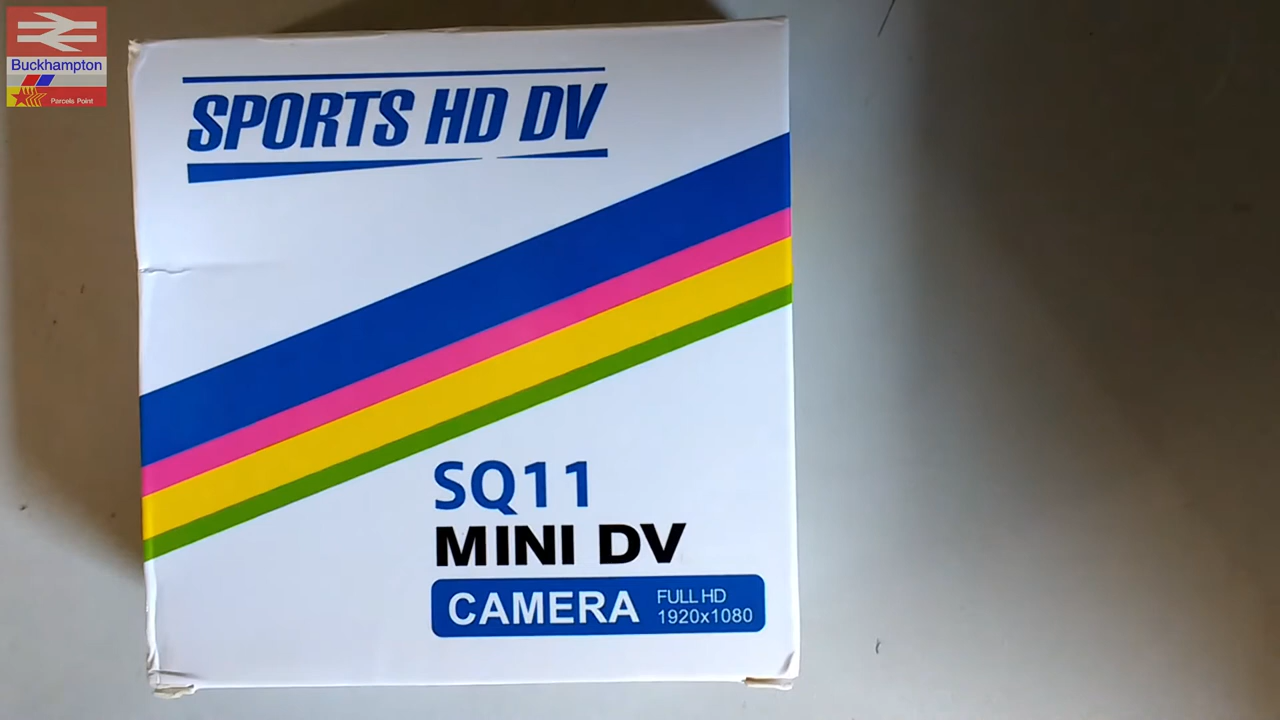 Buckhampton
Parcels Point
SPORTS HD DV
SQ11
MINI DV
CAMERA
FULL HD
1920x1080